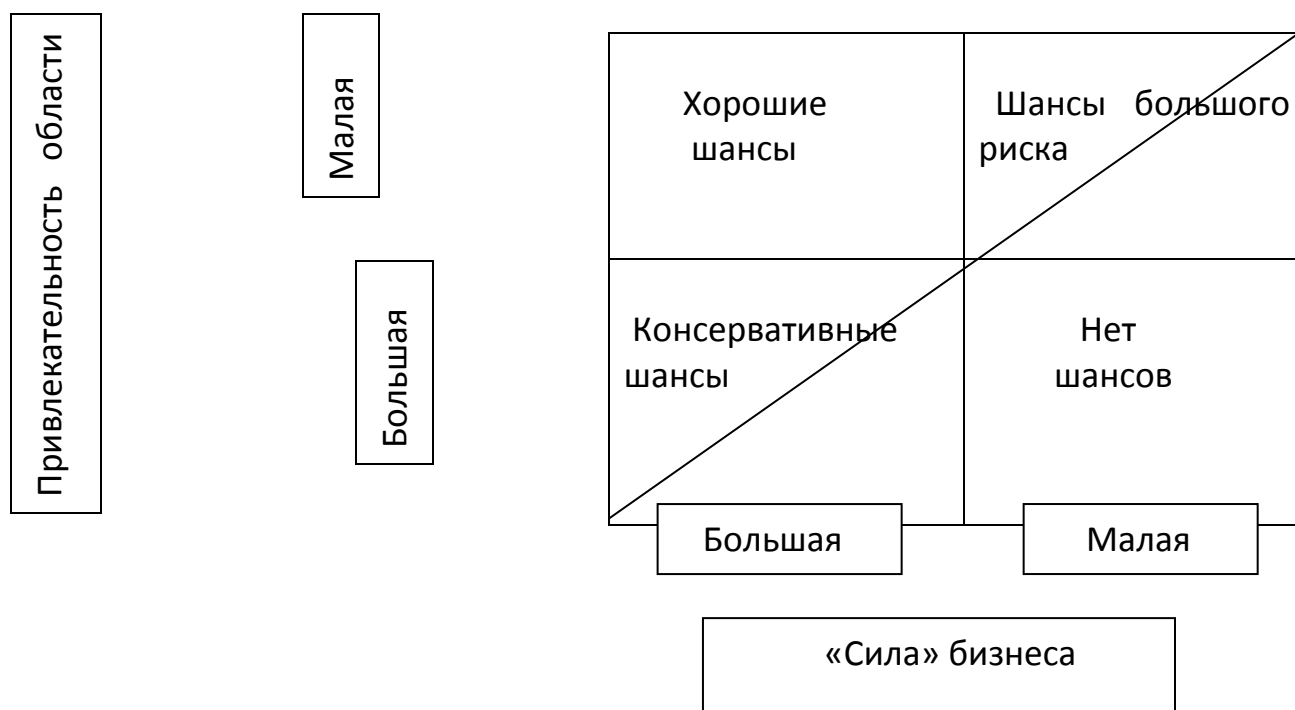 Привлекательность области
Малая
Большая
Хорошие
шансы
Шансы большого
риска
Консервативные
шансы
Нет
шансов
Большая
Малая
«Сила» бизнеса